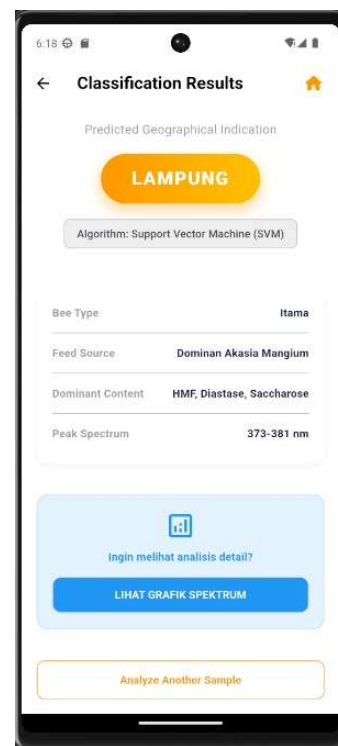 6:18
Classification Results
Predicted Geographical Indication
LAMPUNG
Algorithm: Support Vector Machine (SVM)
Bee Type Itama
Feed Source Dominan Akasia Mangium
Dominant Content HMF, Diastase, Saccharose
Peak Spectrum 373-381 nm
Ingin melihat analisis detail?
LIHAT GRAFIK SPEKTRUM
Analyze Another Sample